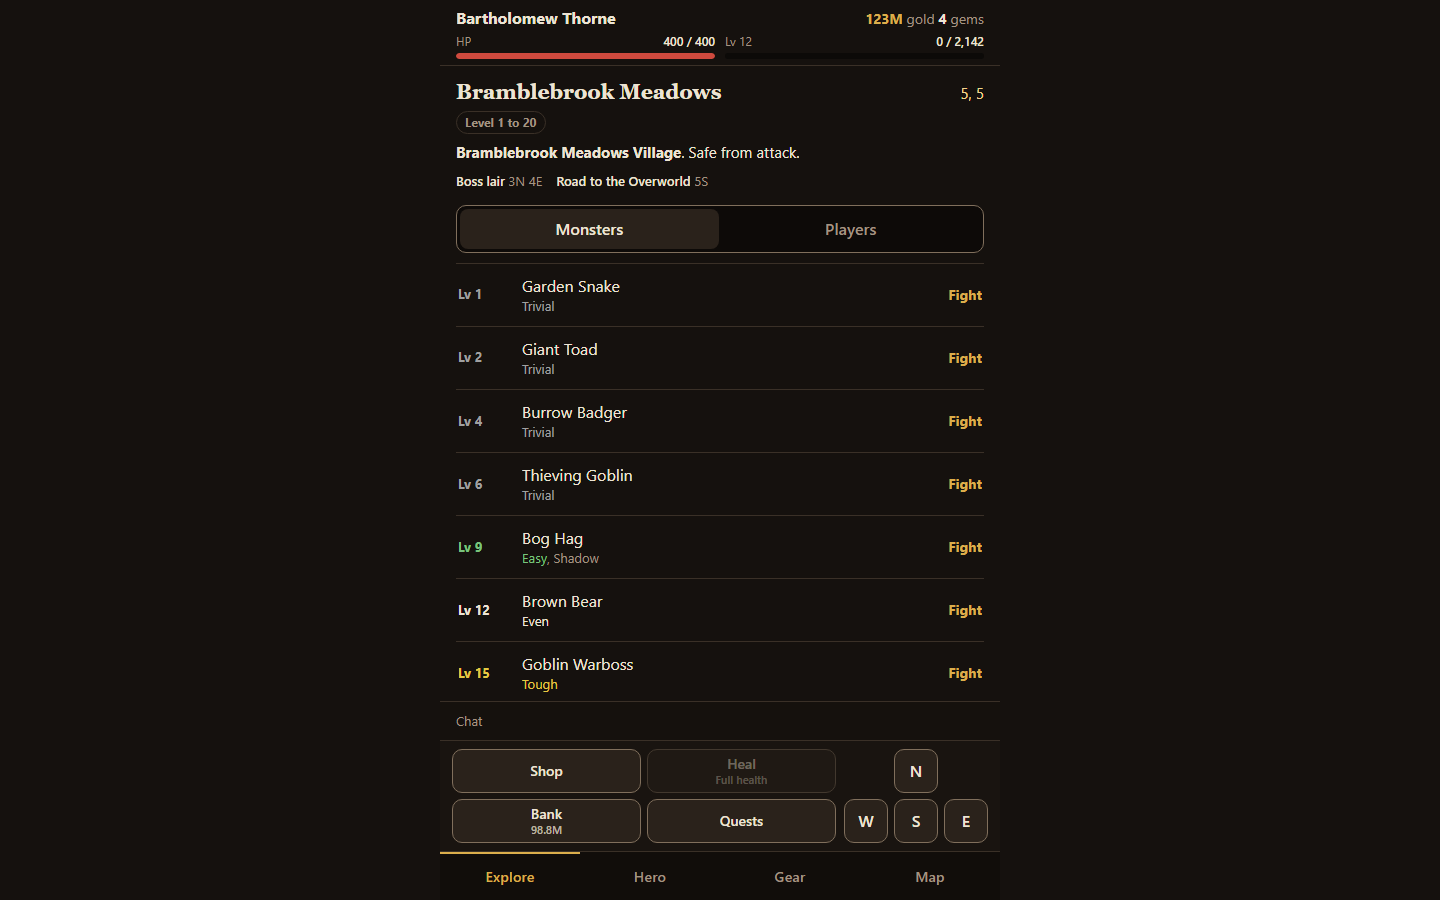 Bartholomew Thorne
123M gold 4 gems
HP 400 / 400 Lv 12 0 / 2,142
Bramblebrook Meadows
5, 5
Level 1 to 20
Bramblebrook Meadows Village. Safe from attack.
Boss lair 3N 4E Road to the Overworld 5S
Monsters Players
Lv 1 Garden Snake Fight
Trivial
Lv 2 Giant Toad Fight
Trivial
Lv 4 Burrow Badger Fight
Trivial
Lv 6 Thieving Goblin Fight
Trivial
Lv 9 Bog Hag Fight
Easy, Shadow
Lv 12 Brown Bear Fight
Even
Lv 15 Goblin Warboss Fight
Tough
Chat
Shop Heal N
Full health
Bank Quests W S E
98.8M
Explore Hero Gear Map